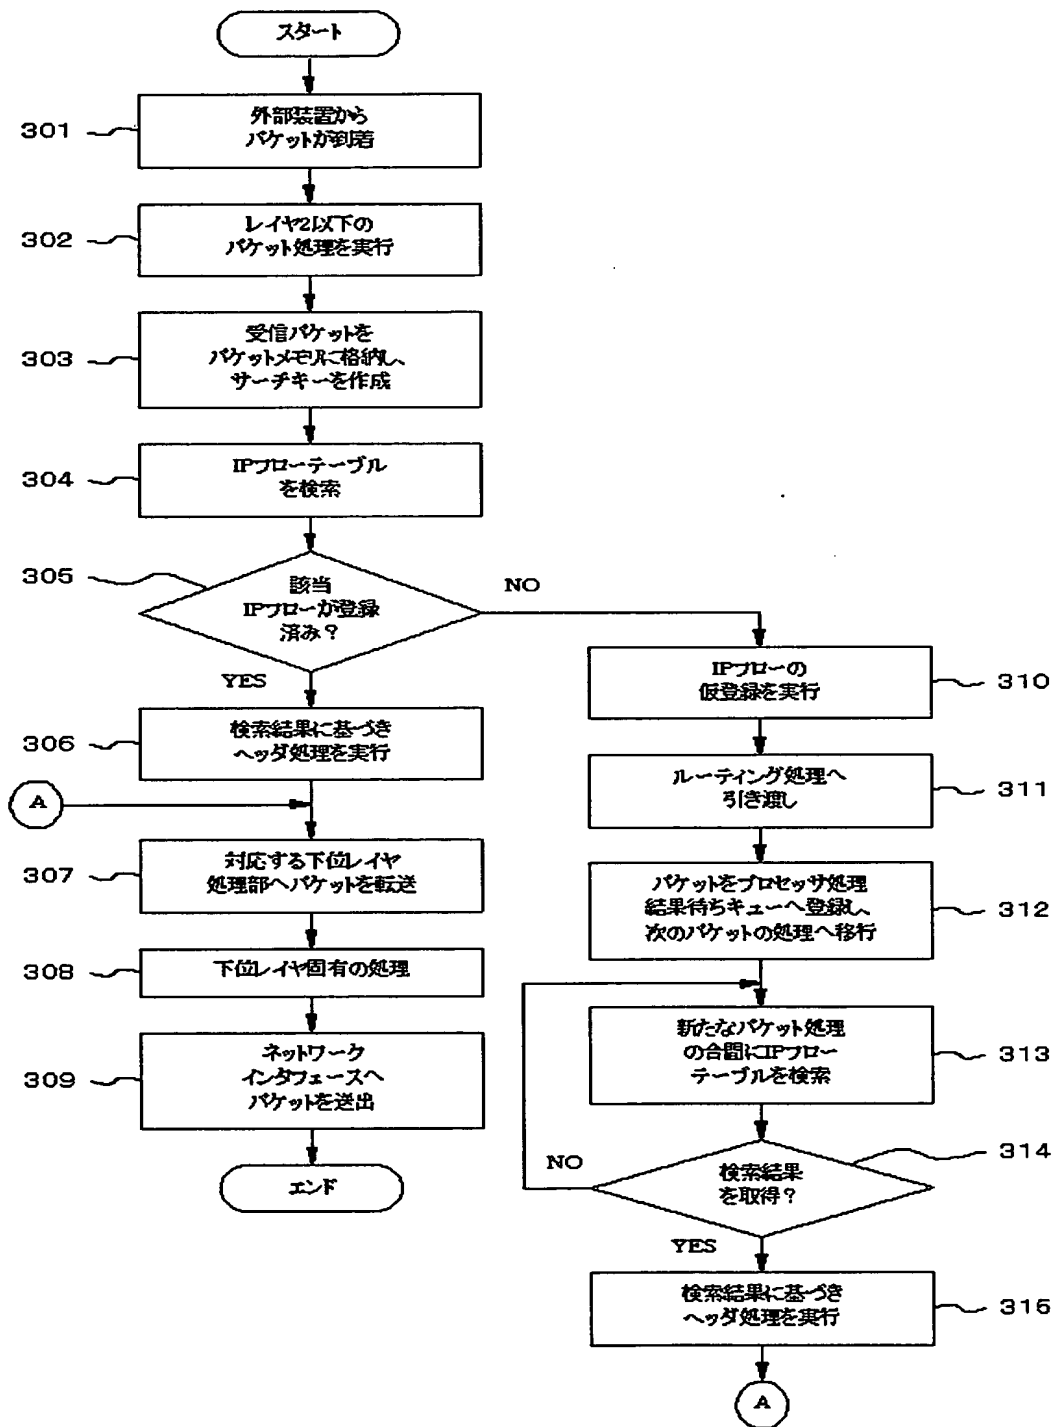 スタート
301
外部装置から
パケットが到着
302
レイヤ2以下の
パケット処理を実行
303
受信パケットを
パケットメモリに格納し、
サーチキーを作成
304
IPフローテーブル
を検索
305
該当
IPフローが登録
済み?
NO
YES
306
検索結果に基づき
ヘッダ処理を実行
A
307
対応する下位レイヤ
処理部へパケットを転送
308
下位レイヤ固有の処理
309
ネットワーク
インタフェースへ
パケットを送出
エンド
IPフローの
仮登録を実行
310
ルーティング処理へ
引き渡し
311
パケットをプロセッサ処理
結果待ちキューへ登録し、
次のパケットの処理へ移行
312
新たなパケット処理
の合間にIPフロー
テーブルを検索
313
314
NO
検索結果
を取得?
YES
検索結果に基づき
ヘッダ処理を実行
315
A